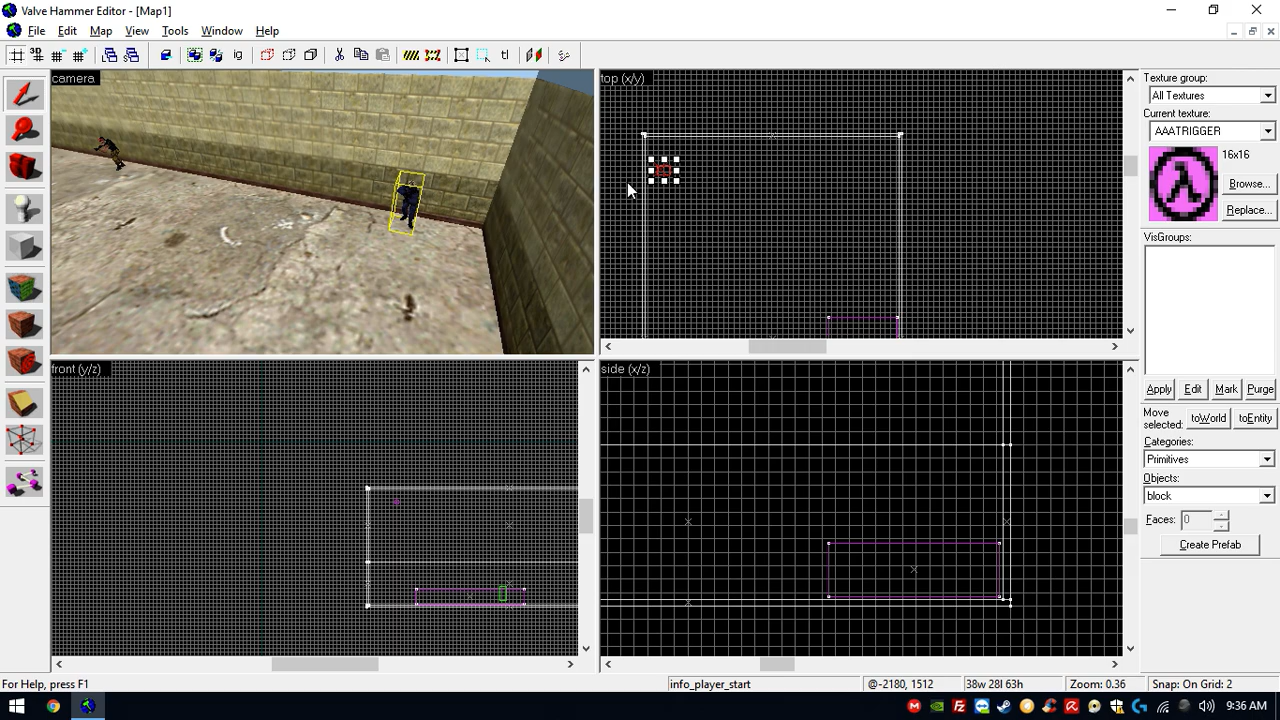 Valve Hammer Editor - [Map1]
File Edit Map View Tools Window Help
camera
top (x/y)
front (y/z)
side (x/z)
Texture group:
All Textures
Current texture:
AAATRIGGER
16x16
Browse...
Replace...
VisGroups:
Apply Edit Mark Purge
Move selected: toWorld toEntity
Categories:
Primitives
Objects:
block
Faces: 0
Create Prefab
For Help, press F1
info_player_start
@-2180, 1512
38w 28l 63h
Zoom: 0.36
Snap: On Grid: 2
9:36 AM